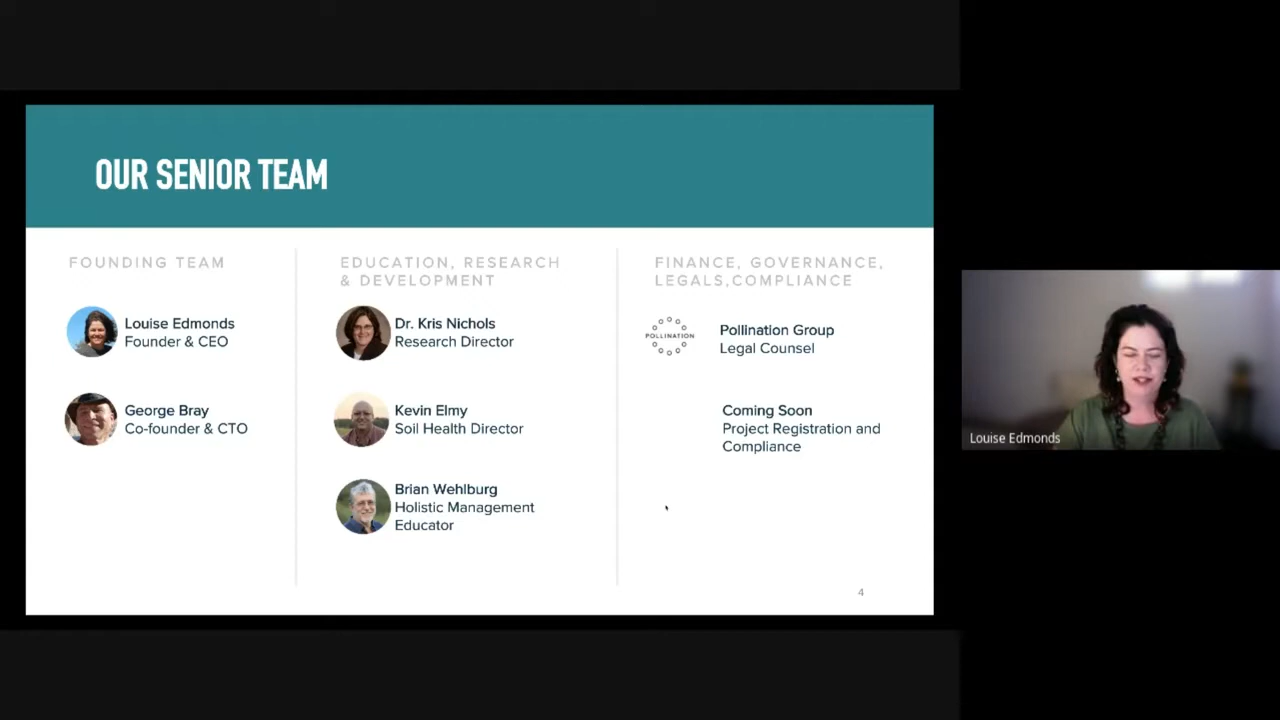 OUR SENIOR TEAM
FOUNDING TEAM
Louise Edmonds
Founder & CEO
George Bray
Co-founder & CTO
EDUCATION, RESEARCH
& DEVELOPMENT
Dr. Kris Nichols
Research Director
Kevin Elmy
Soil Health Director
Brian Wehlburg
Holistic Management
Educator
FINANCE, GOVERNANCE,
LEGALS,COMPLIANCE
POLLINATION
Pollination Group
Legal Counsel
Coming Soon
Project Registration and
Compliance
4
Louise Edmonds